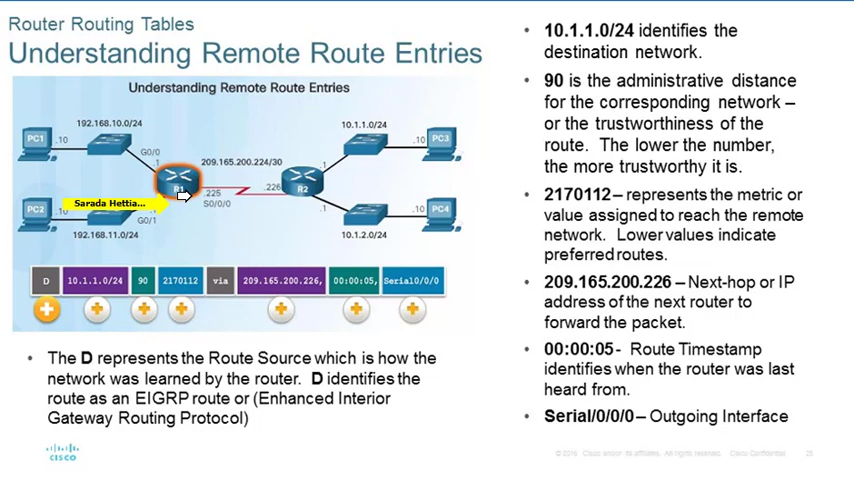 Router Routing Tables
Understanding Remote Route Entries
Understanding Remote Route Entries
192.168.10.0/24
10.1.1.0/24
PC1
.10
.10
PC3
G0/0
.1
209.165.200.224/30
.1
R1
.225
.226
R2
S0/0/0
Sarada Hettia...
PC2
.10
G0/1
.1
.10
PC4
192.168.11.0/24
10.1.2.0/24
D 10.1.1.0/24 90 2170112 via 209.165.200.226, 00:00:05, Serial0/0/0
• The D represents the Route Source which is how the
network was learned by the router. D identifies the
route as an EIGRP route or (Enhanced Interior
Gateway Routing Protocol)
• 10.1.1.0/24 identifies the
destination network.
• 90 is the administrative distance
for the corresponding network –
or the trustworthiness of the
route. The lower the number,
the more trustworthy it is.
• 2170112 – represents the metric or
value assigned to reach the remote
network. Lower values indicate
preferred routes.
• 209.165.200.226 – Next-hop or IP
address of the next router to
forward the packet.
• 00:00:05- Route Timestamp
identifies when the router was last
heard from.
• Serial/0/0/0 – Outgoing Interface
CISCO
© 2016 Cisco and/or its affiliates. All rights reserved. Cisco Confidential